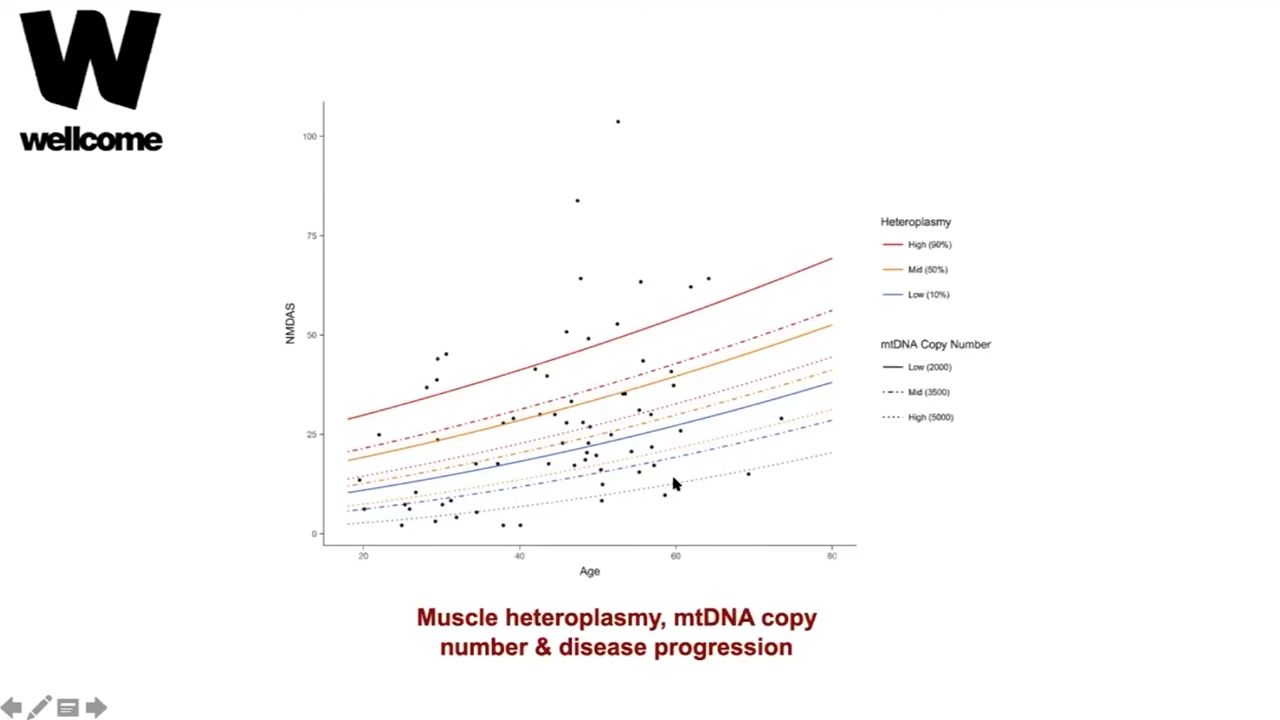 W
wellcome
100
75
50
25
0
NMDAS
20
40
60
80
Age
Heteroplasmy
High (90%)
Mid (50%)
Low (10%)
mtDNA Copy Number
Low (2000)
Mid (3500)
High (5000)
Muscle heteroplasmy, mtDNA copy
number & disease progression